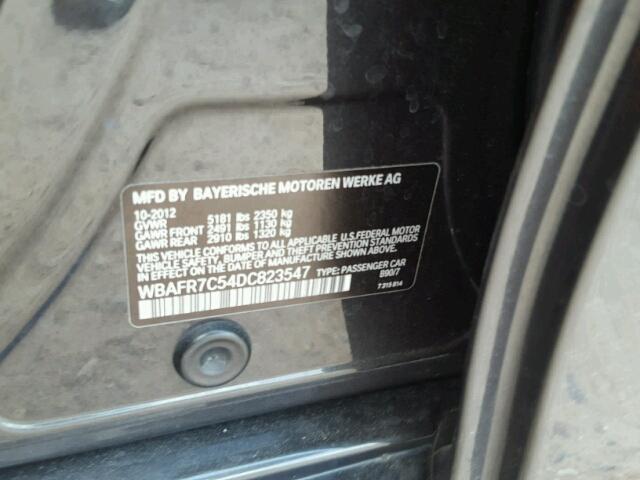 MFD BY BAYERISCHE MOTOREN WERKE AG
10-2012
GVWR 5181 lbs 2350 kg
GAWR FRONT 2491 lbs 1130 kg
GAWR REAR 2910 lbs 1320 kg
THIS VEHICLE CONFORMS TO ALL APPLICABLE U.S. FEDERAL MOTOR
VEHICLE SAFETY, BUMPER AND THEFT PREVENTION STANDARDS
IN EFFECT ON THE DATE OF MANUFACTURE SHOWN ABOVE.
WBAFR7C54DC823547 TYPE: PASSENGER CAR
B90/7
7 315 814